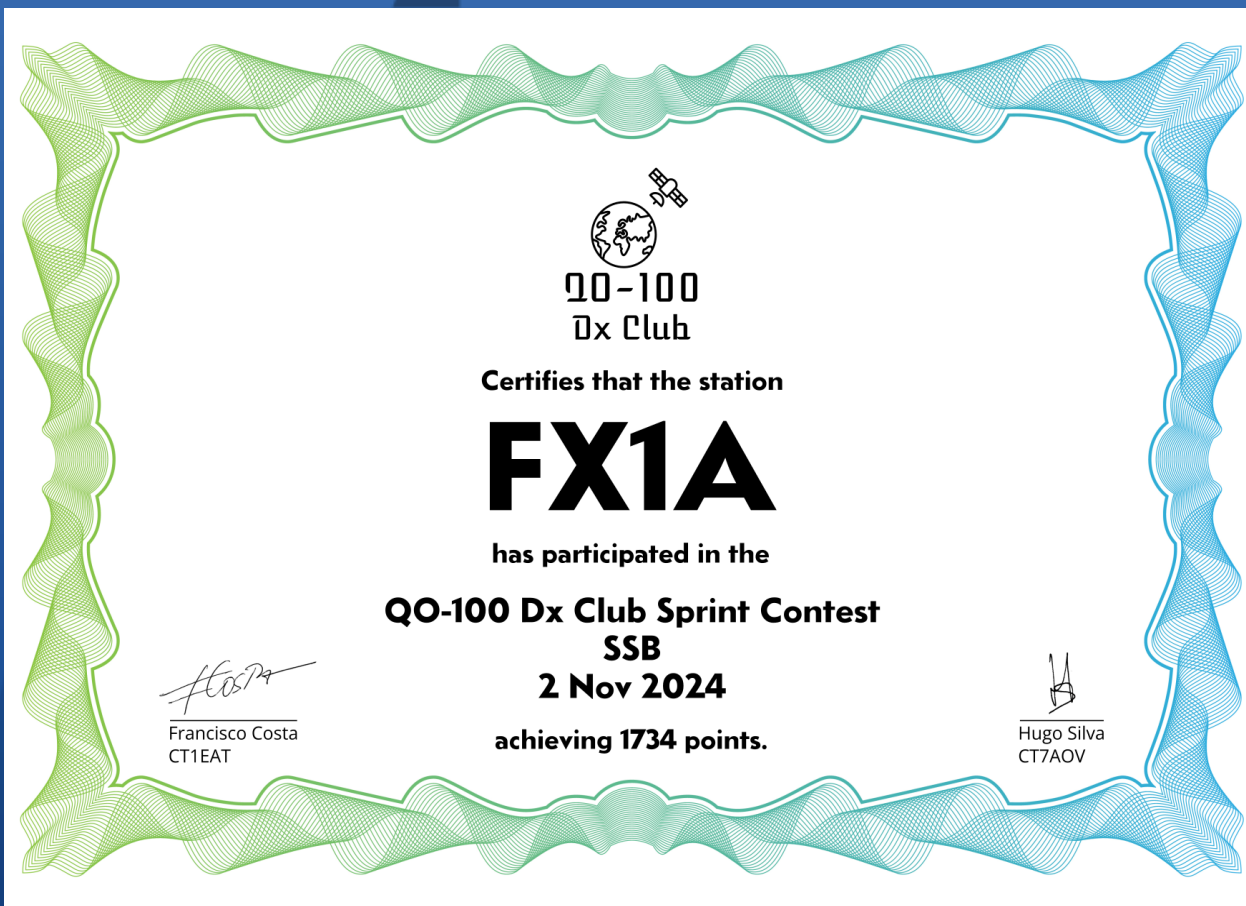 QO-100
Dx Club
Certifies that the station
FX1A
has participated in the
QO-100 Dx Club Sprint Contest
SSB
2 Nov 2024
achieving 1734 points.
Francisco Costa
CT1EAT
Hugo Silva
CT7AOV